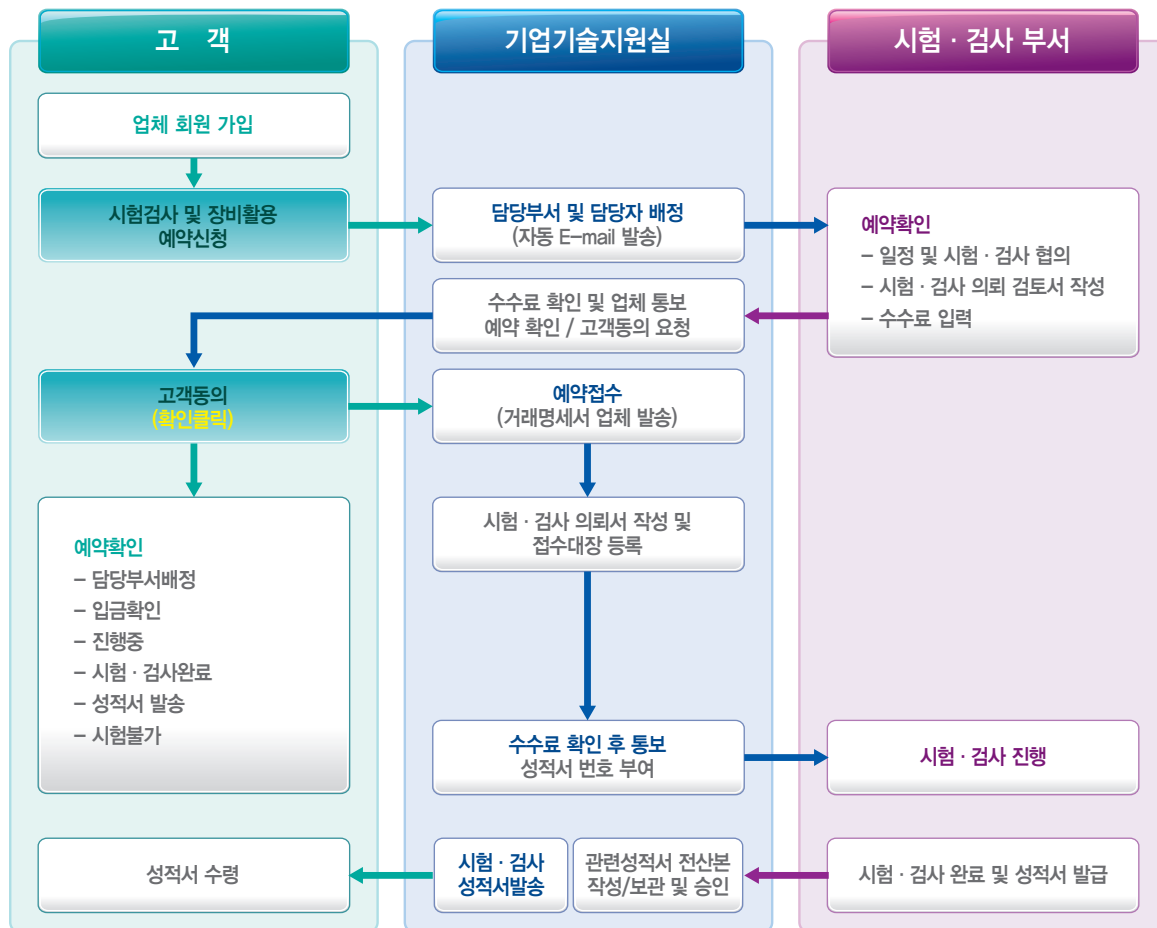 고 객
기업기술지원실
시험 · 검사 부서
업체 회원 가입
시험검사 및 장비활용
예약신청
담당부서 및 담당자 배정
(자동 E-mail 발송)
예약확인
– 일정 및 시험 · 검사 협의
– 시험 · 검사 의뢰 검토서 작성
– 수수료 입력
수수료 확인 및 업체 통보
예약 확인 / 고객동의 요청
고객동의
(확인클릭)
예약접수
(거래명세서 업체 발송)
예약확인
– 담당부서배정
– 입금확인
– 진행중
– 시험 · 검사완료
– 성적서 발송
– 시험불가
시험 · 검사 의뢰서 작성 및
접수대장 등록
수수료 확인 후 통보
성적서 번호 부여
시험 · 검사 진행
성적서 수령
시험 · 검사
성적서발송
관련성적서 전산본
작성/보관 및 승인
시험 · 검사 완료 및 성적서 발급